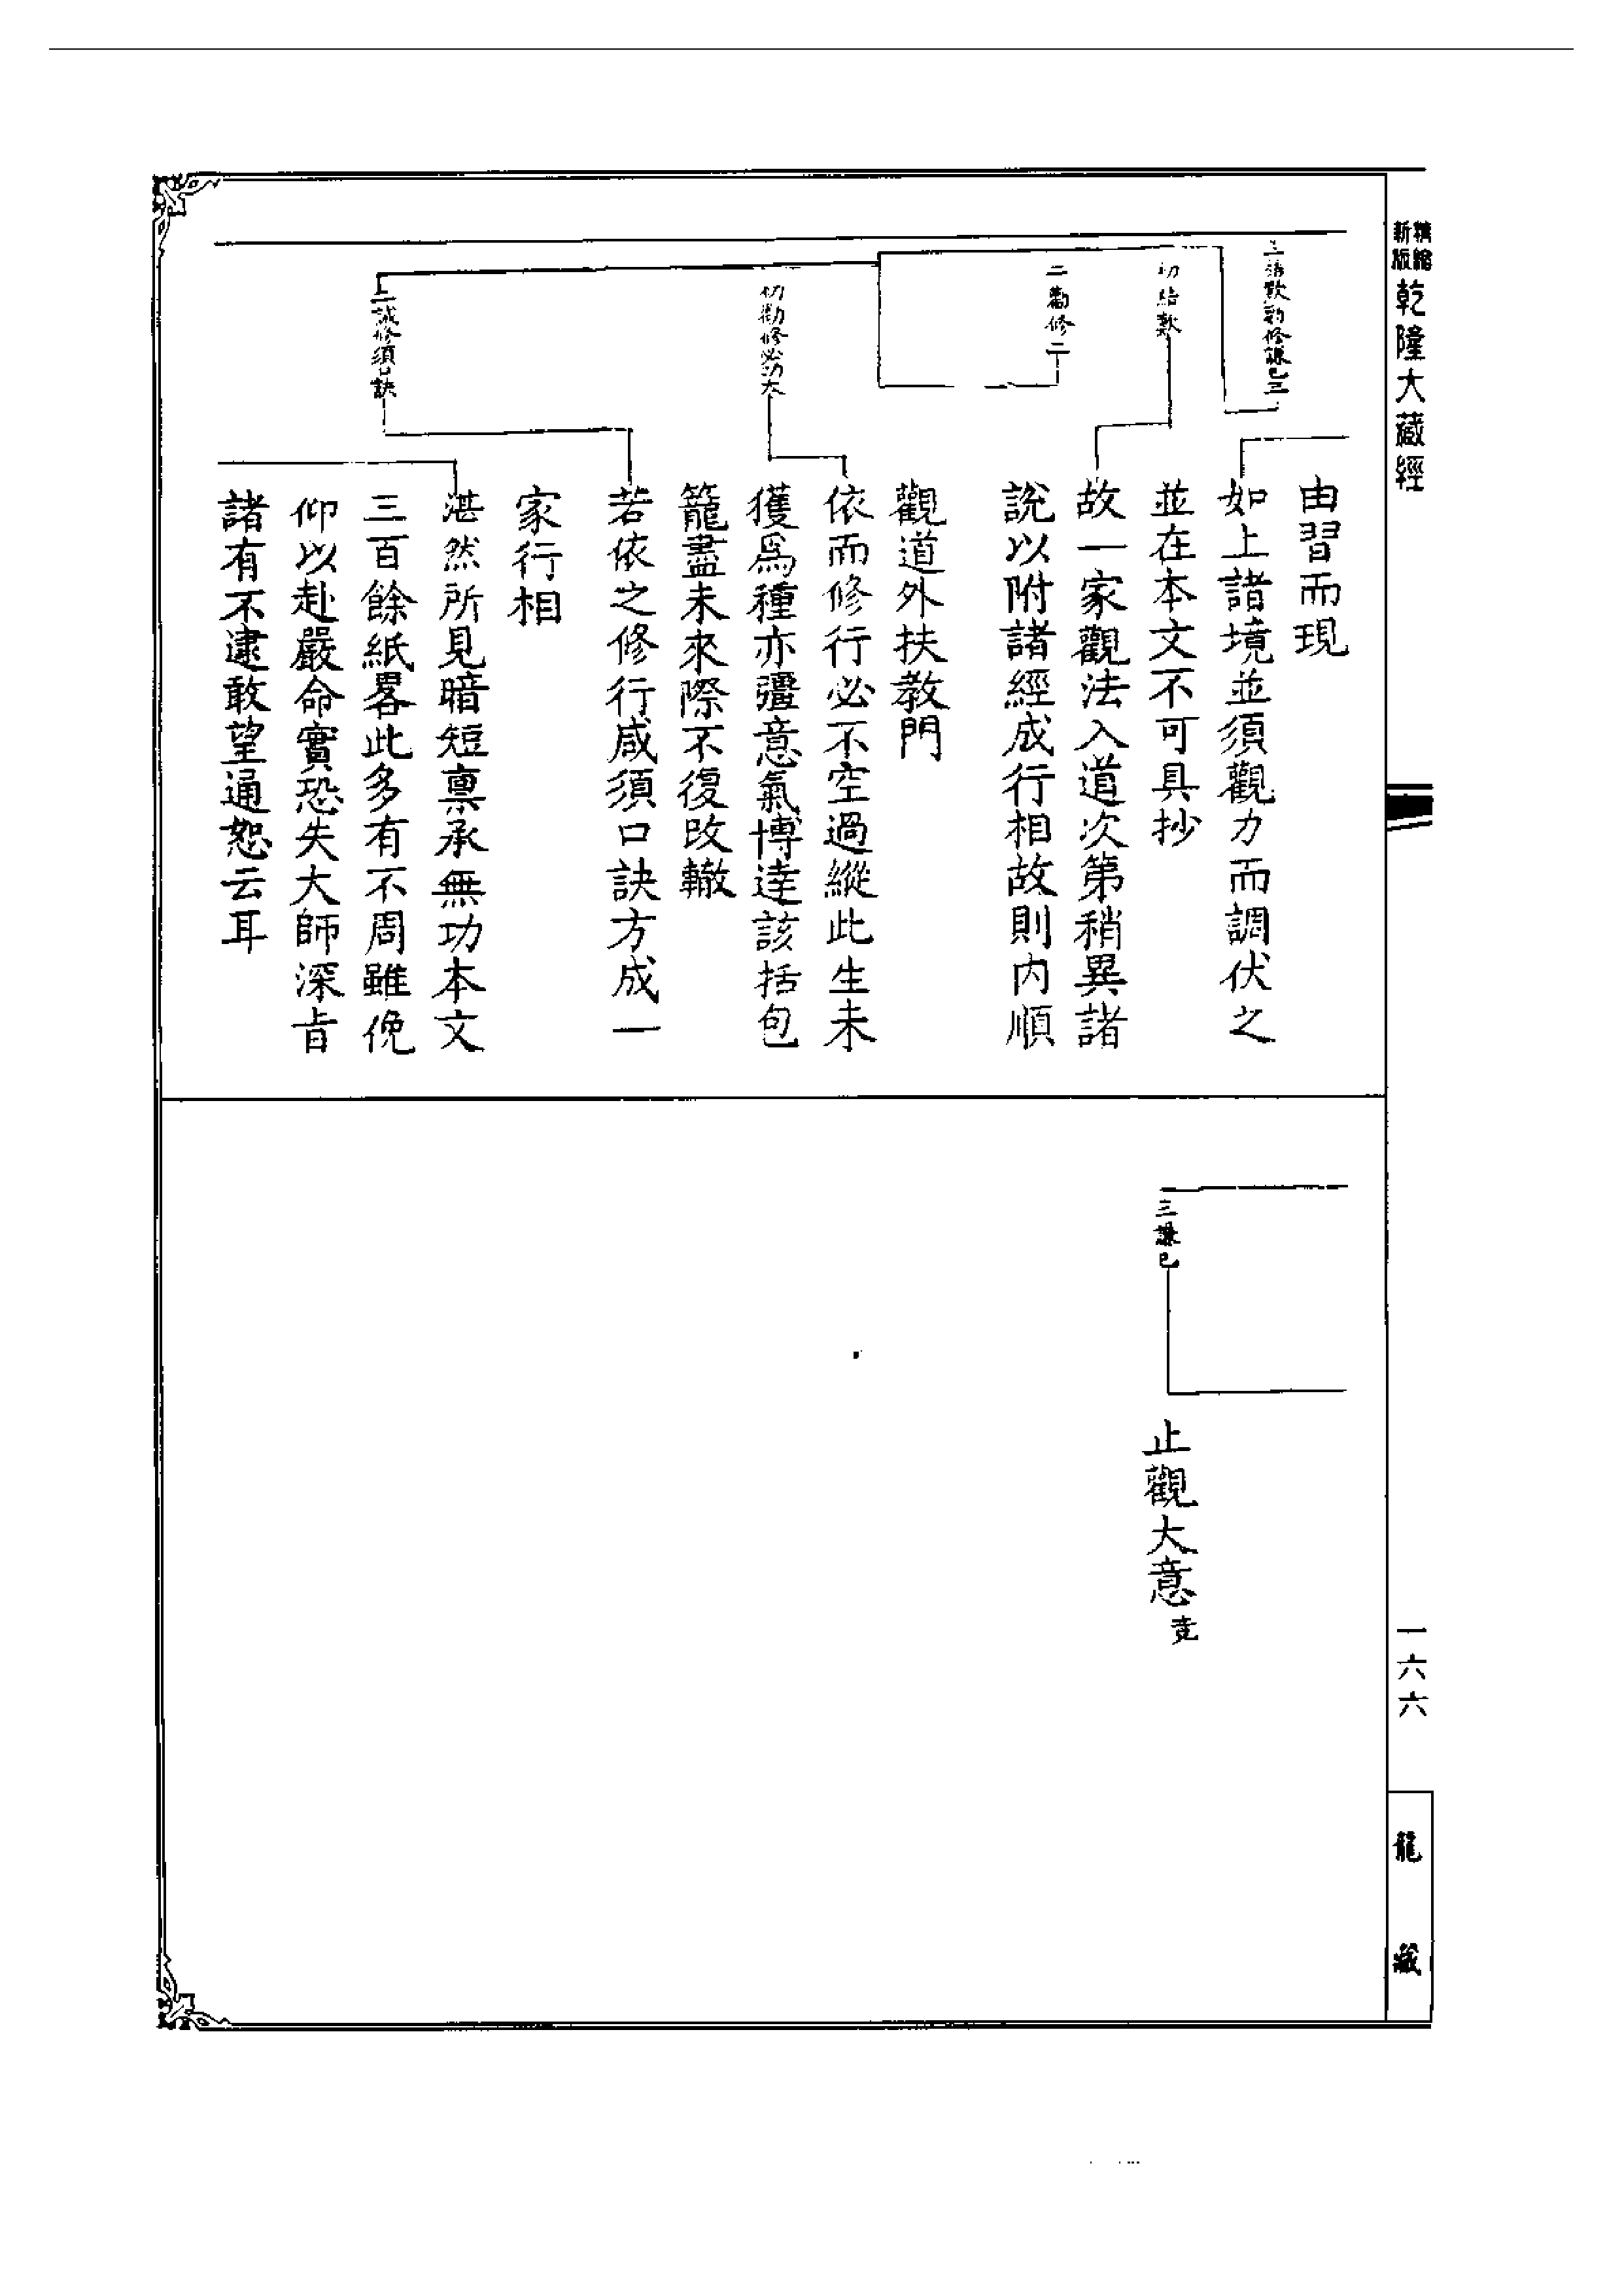 精縮
新版
乾隆大藏經
三結歎勸修謙己三
由習而現
如上諸境並須觀力而調伏之
並在本文不可具抄
初結歎
故一家觀法入道次第稍異諸
說以附諸經成行相故則內順
二勸修二
觀道外扶教門
初勸修必功大
依而修行必不空過縱此生未
獲爲種亦彊意氣博達該括包
籠盡未來際不復改轍
二誡修須口訣
若依之修行咸須口訣方成一
家行相
湛然所見暗短禀承無功本文
三百餘紙畧此多有不周雖俛
仰以赴嚴命實恐失大師深旨
諸有不逮敢望通恕云耳
三謙己
止觀大意竟
一六六
龍藏